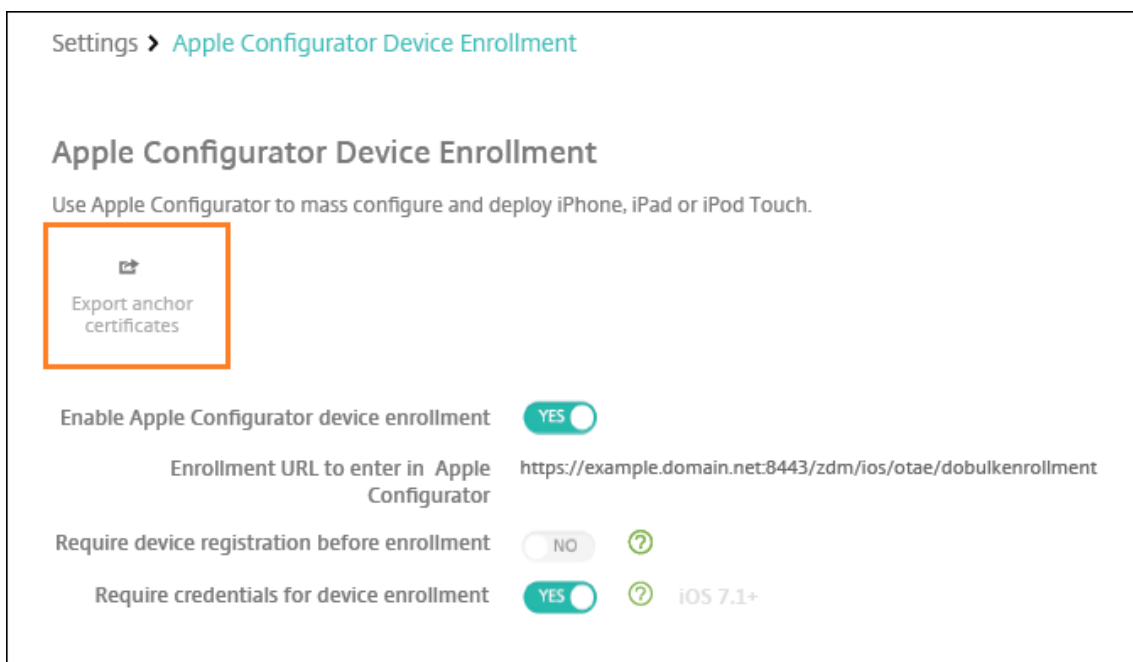 Settings > Apple Configurator Device Enrollment
Apple Configurator Device Enrollment
Use Apple Configurator to mass configure and deploy iPhone, iPad or iPod Touch.
Export anchor
certificates
Enable Apple Configurator device enrollment YES
Enrollment URL to enter in Apple https://example.domain.net:8443/zdm/ios/otae/dobulkenrollment
Configurator
Require device registration before enrollment NO ?
Require credentials for device enrollment YES ? iOS 7.1+